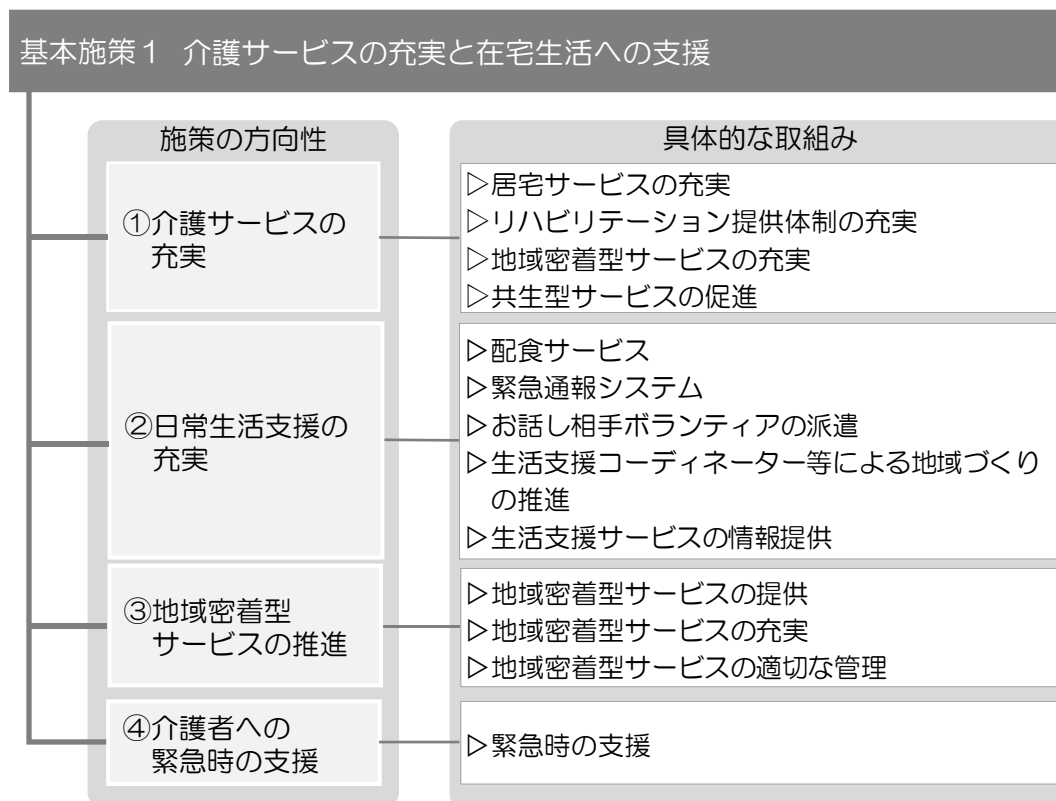 基本施策１ 介護サービスの充実と在宅生活への支援
施策の方向性
具体的な取組み
①介護サービスの
充実
▷居宅サービスの充実
▷リハビリテーション提供体制の充実
▷地域密着型サービスの充実
▷共生型サービスの促進
②日常生活支援の
充実
▷配食サービス
▷緊急通報システム
▷お話し相手ボランティアの派遣
▷生活支援コーディネーター等による地域づくり
の推進
▷生活支援サービスの情報提供
③地域密着型
サービスの推進
▷地域密着型サービスの提供
▷地域密着型サービスの充実
▷地域密着型サービスの適切な管理
④介護者への
緊急時の支援
▷緊急時の支援